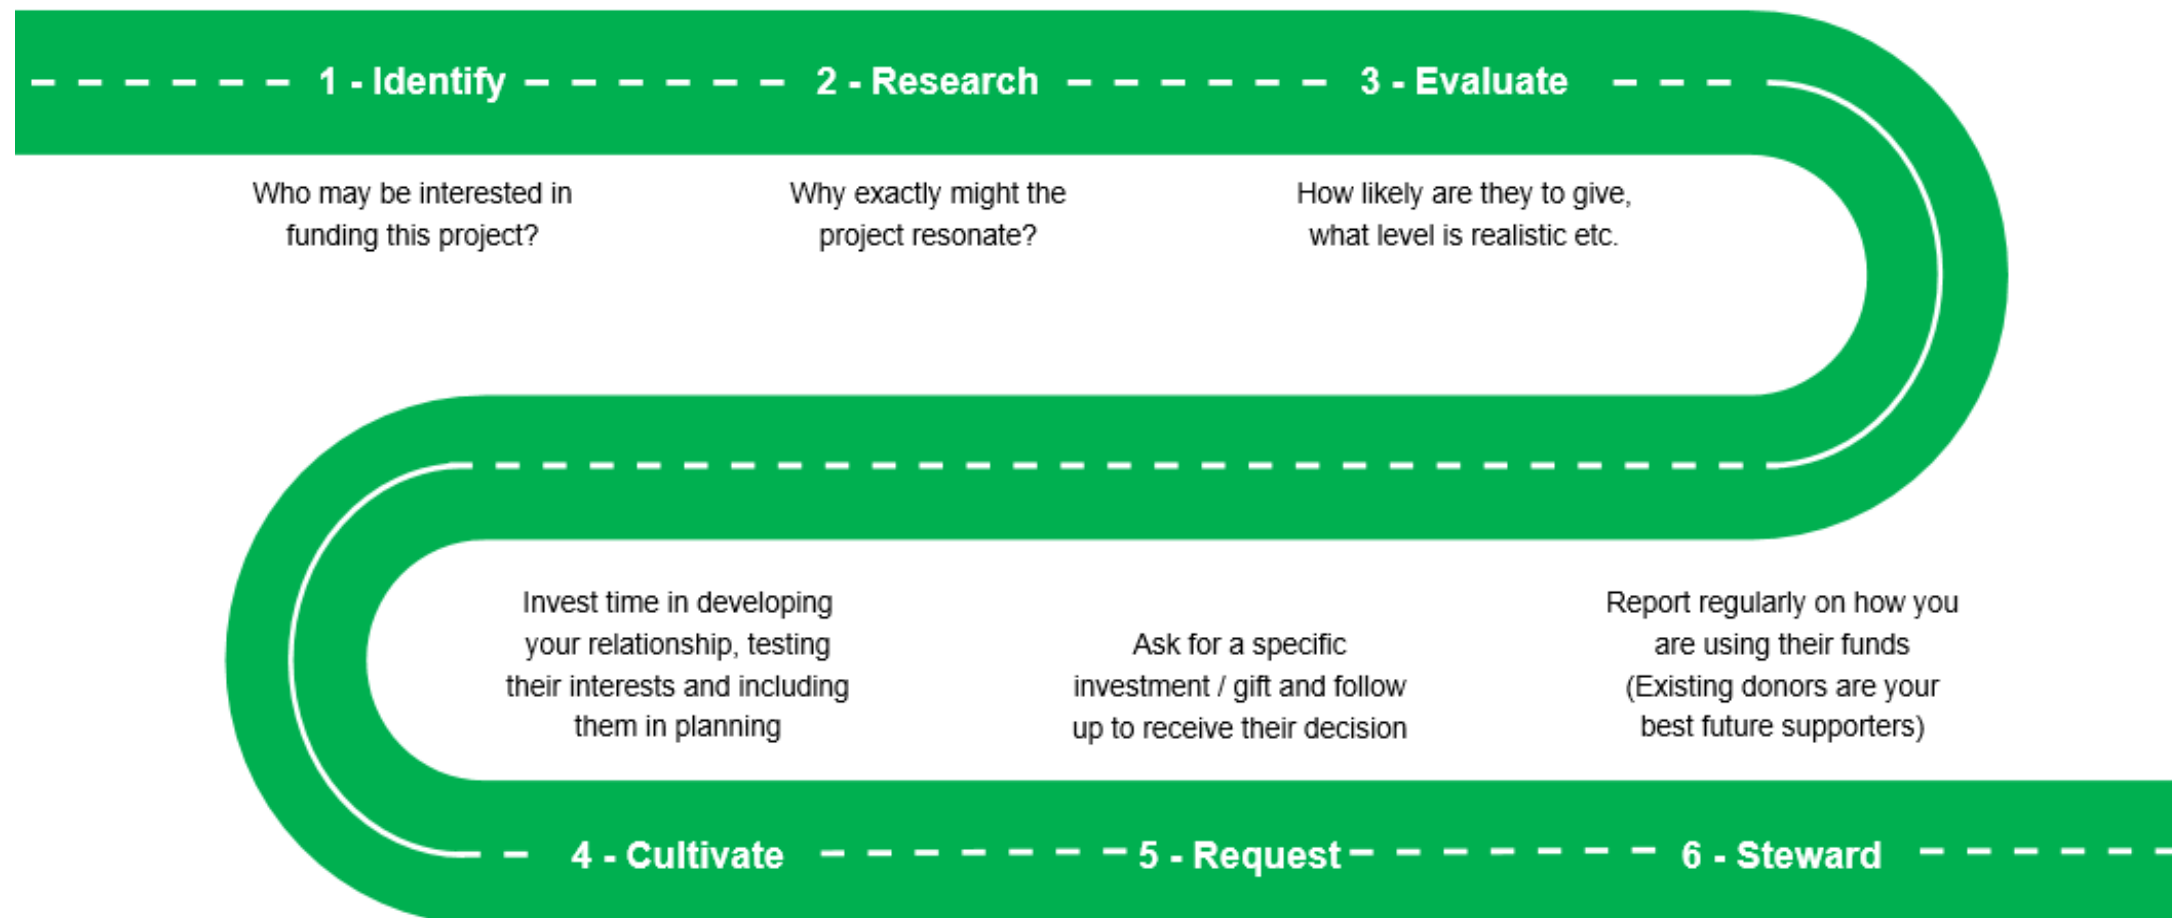 1 - Identify
2 - Research
3 - Evaluate
Who may be interested in
funding this project?
Why exactly might the
project resonate?
How likely are they to give,
what level is realistic etc.
Invest time in developing
your relationship, testing
their interests and including
them in planning
Ask for a specific
investment / gift and follow
up to receive their decision
Report regularly on how you
are using their funds
(Existing donors are your
best future supporters)
4 - Cultivate
5 - Request
6 - Steward